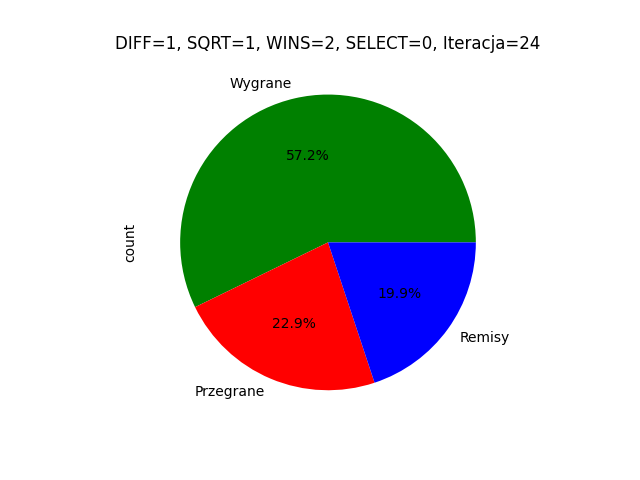 DIFF=1, SQRT=1, WINS=2, SELECT=0, Iteracja=24
Wygrane
57.2%
count
19.9%
22.9%
Remisy
Przegrane